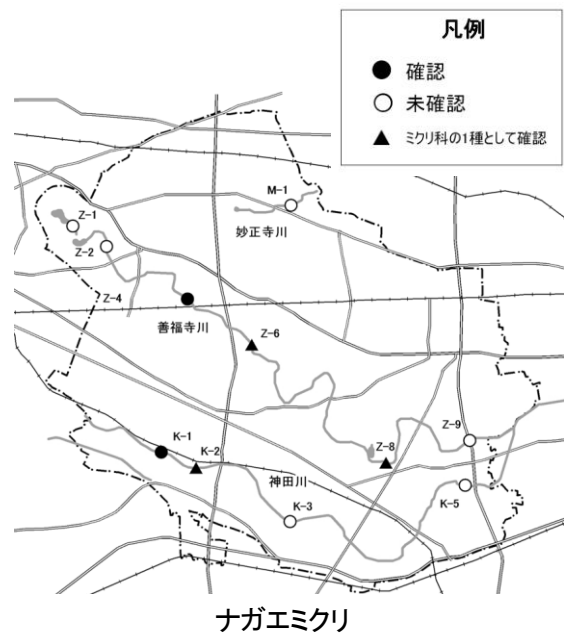 凡例
確認
未確認
ミクリ科の1種として確認
M-1
妙正寺川
Z-1
Z-2
Z-4
善福寺川
Z-6
Z-8
Z-9
K-1
K-2
神田川
K-3
K-5
ナガエミクリ